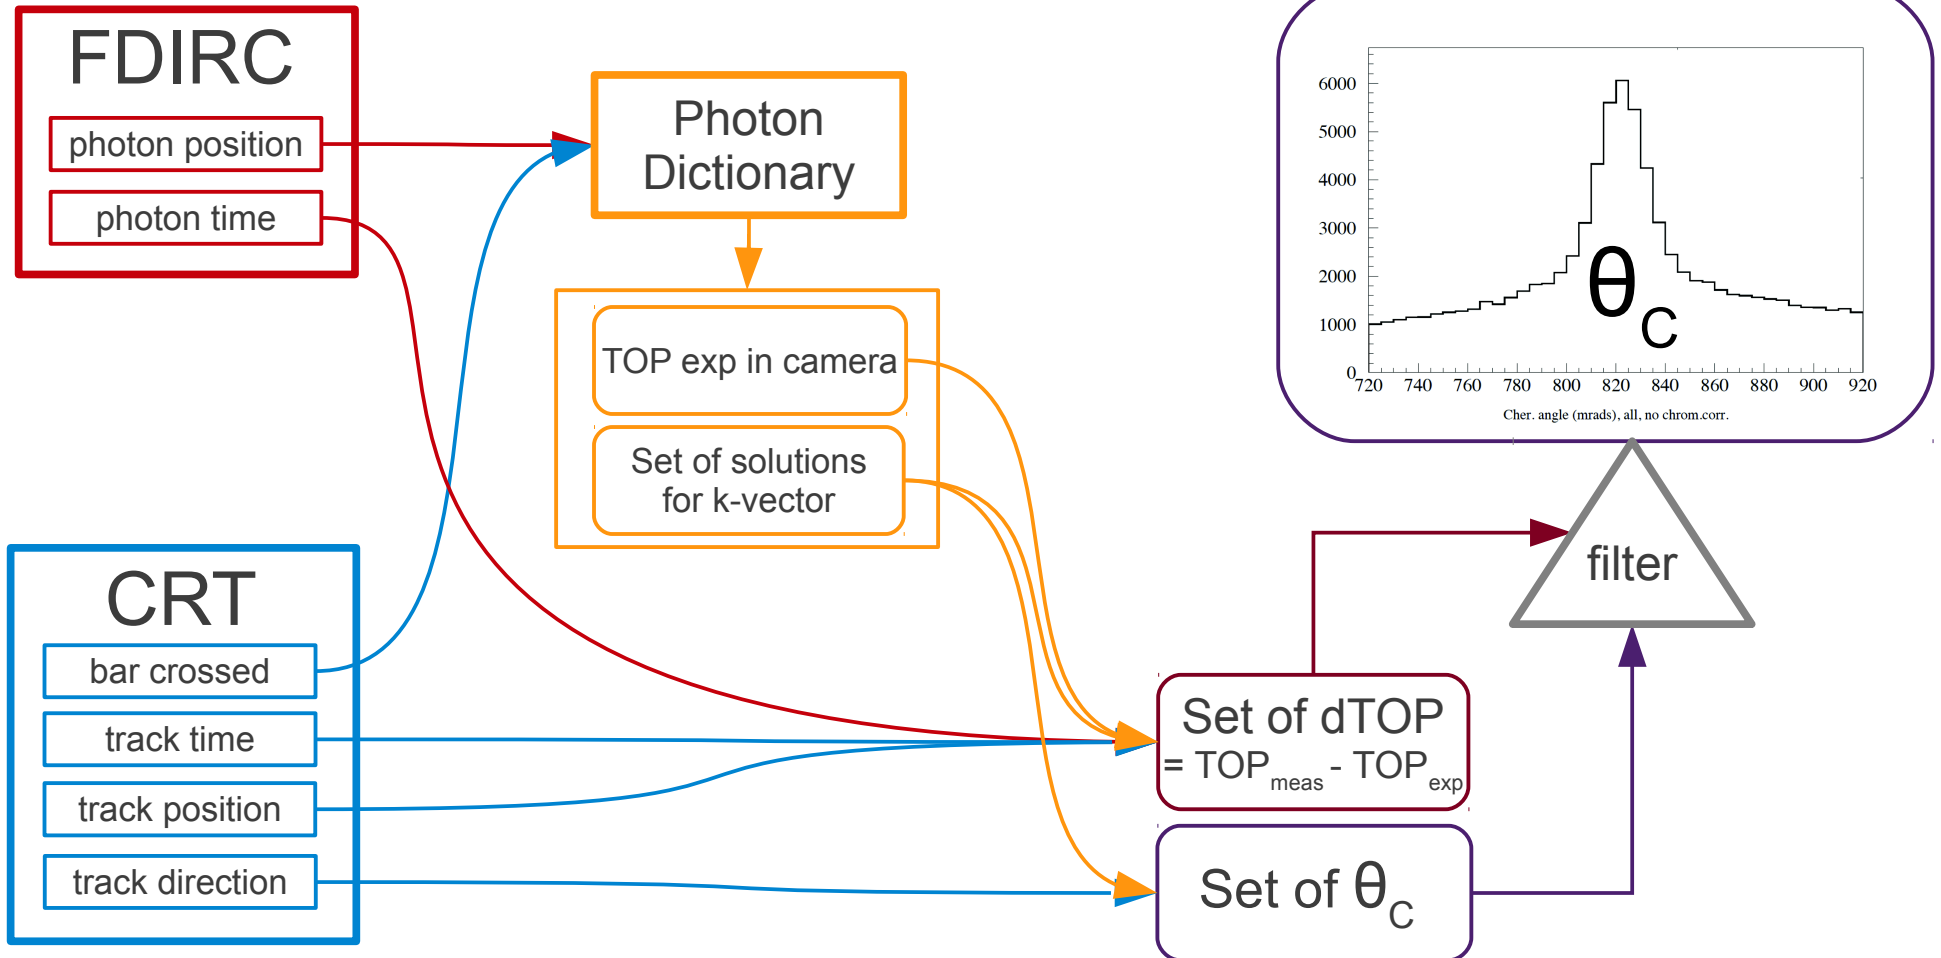 FDIRC
photon position
photon time
Photon
Dictionary
TOP exp in camera
Set of solutions
for k-vector
CRT
bar crossed
track time
track position
track direction
Set of dTOP
= TOPmeas - TOPexp
Set of θC
filter
6000
5000
4000
3000
2000
1000
0
720 740 760 780 800 820 840 860 880 900 920
Cher. angle (mrads), all, no chrom.corr.
θC